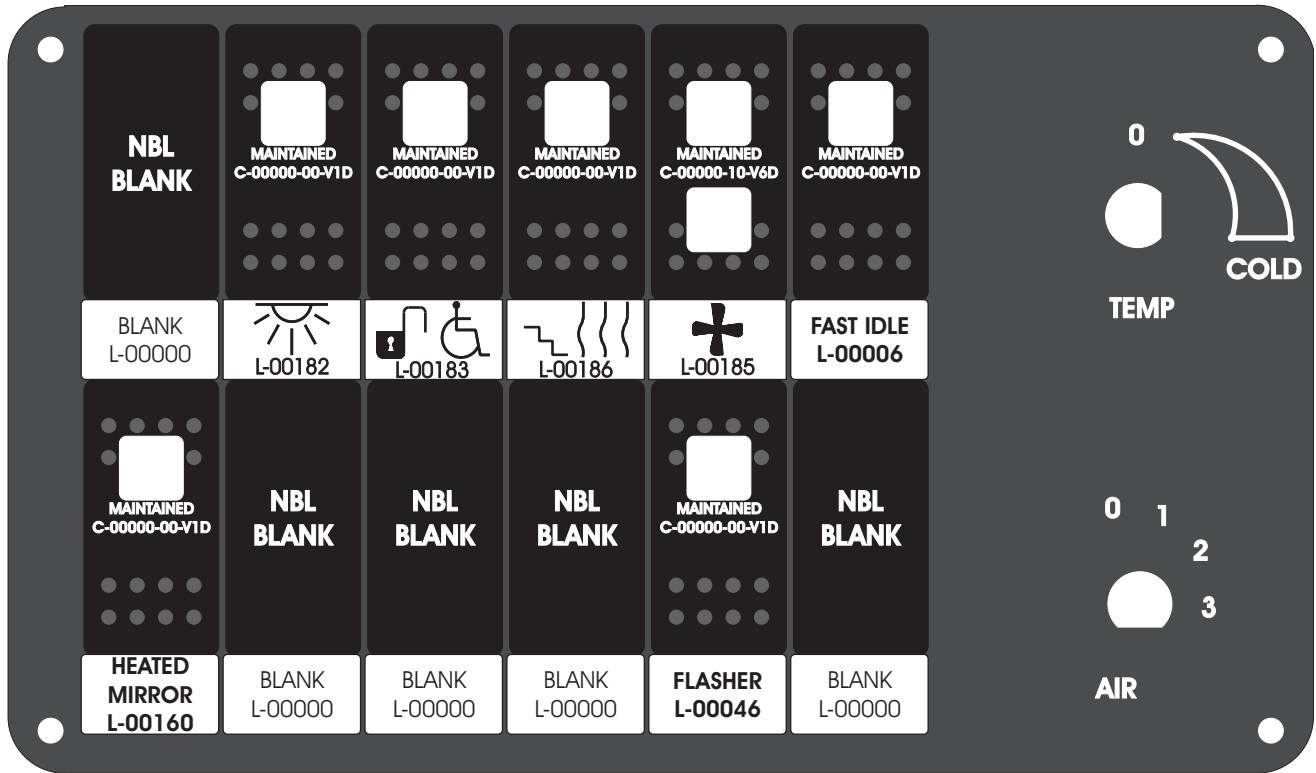 NBL
BLANK
MAINTAINED
C-00000-00-V1D
MAINTAINED
C-00000-00-V1D
MAINTAINED
C-00000-00-V1D
MAINTAINED
C-00000-10-V6D
MAINTAINED
C-00000-00-V1D
0
COLD
TEMP
BLANK
L-00000
L-00182
L-00183
L-00186
L-00185
FAST IDLE
L-00006
MAINTAINED
C-00000-00-V1D
NBL
BLANK
NBL
BLANK
NBL
BLANK
MAINTAINED
C-00000-00-V1D
NBL
BLANK
0
1
2
3
AIR
HEATED
MIRROR
L-00160
BLANK
L-00000
BLANK
L-00000
BLANK
L-00000
FLASHER
L-00046
BLANK
L-00000